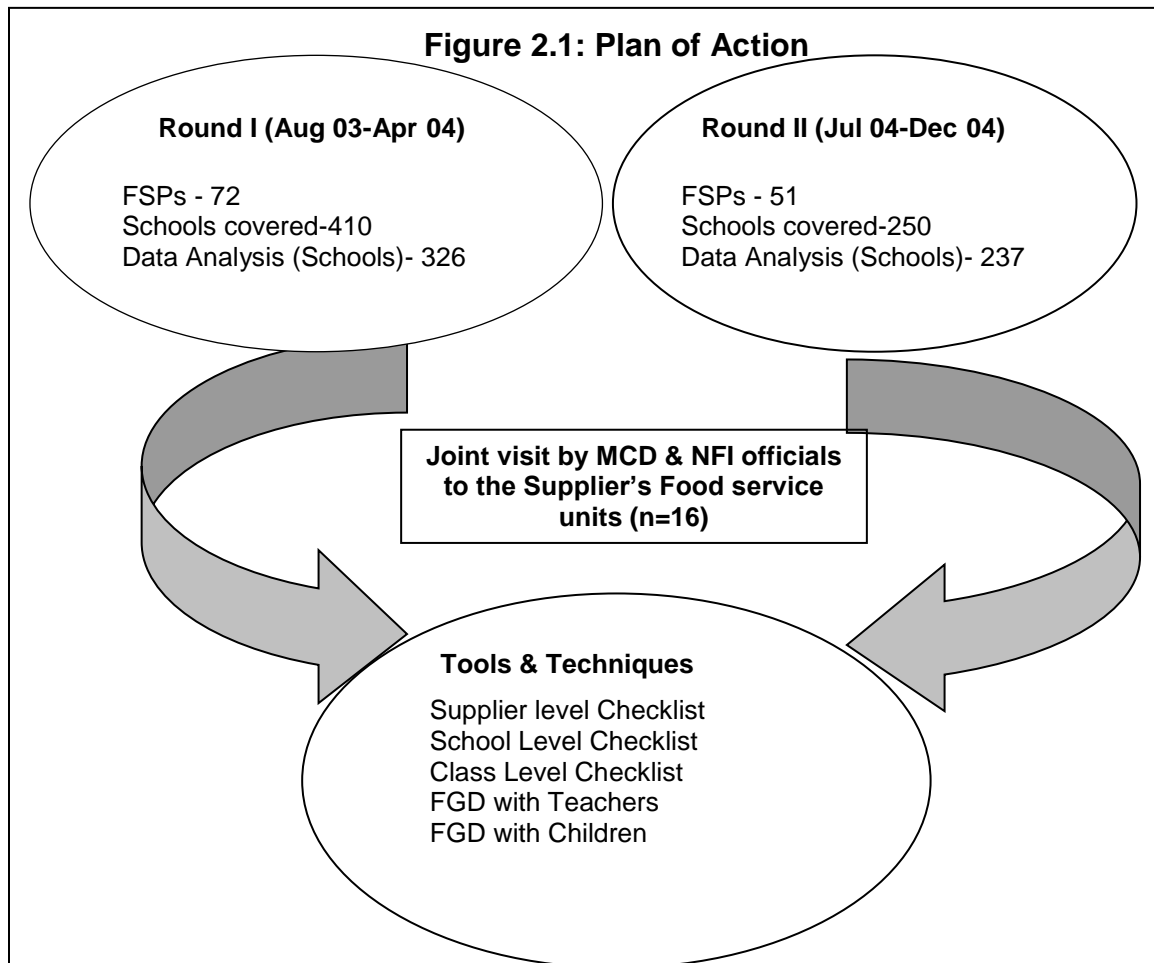 Figure 2.1: Plan of Action
Round I (Aug 03-Apr 04)
FSPs - 72
Schools covered-410
Data Analysis (Schools)- 326
Round II (Jul 04-Dec 04)
FSPs - 51
Schools covered-250
Data Analysis (Schools)- 237
Joint visit by MCD & NFI officials
to the Supplier's Food service
units (n=16)
Tools & Techniques
Supplier level Checklist
School Level Checklist
Class Level Checklist
FGD with Teachers
FGD with Children